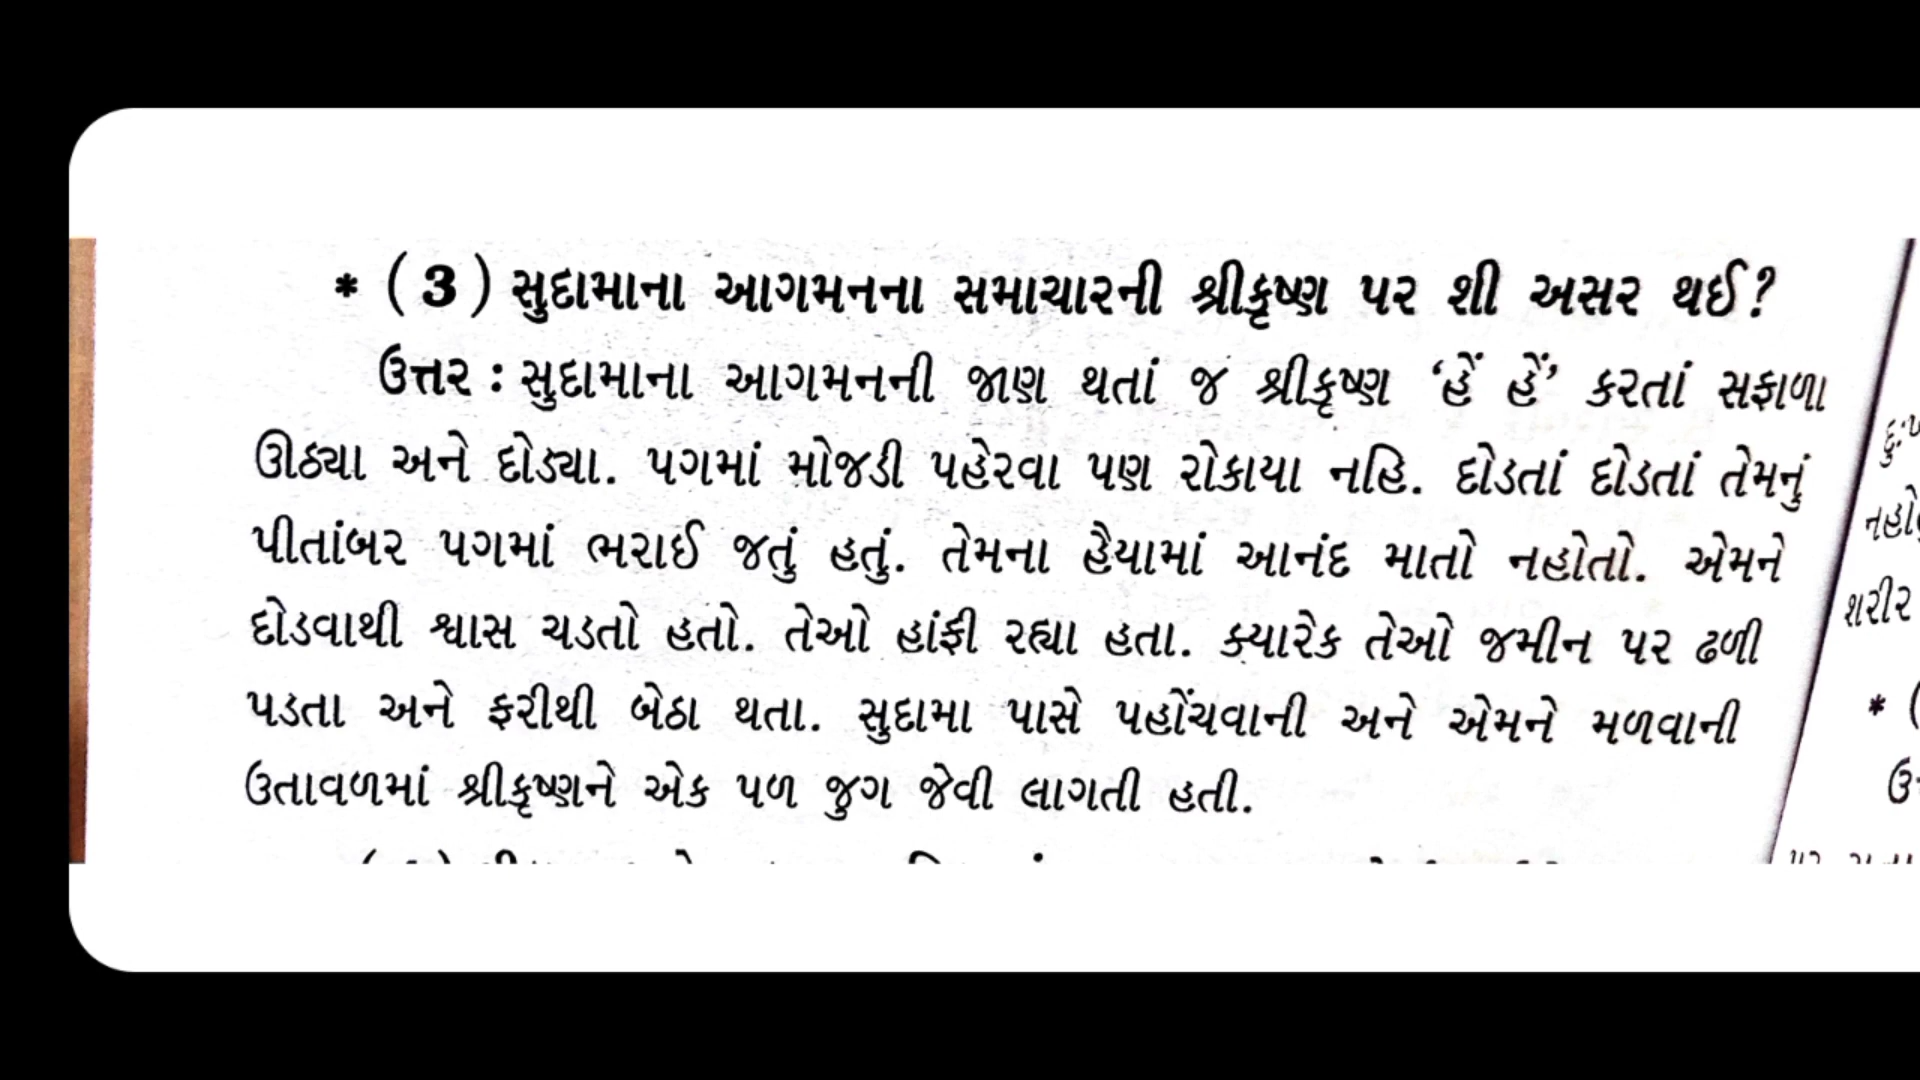 * (3) સુદામાના આગમનના સમાચારની શ્રીકૃષ્ણ પર શી અસર થઈ?
ઉત્તર : સુદામાના આગમનની જાણ થતાં જ શ્રીકૃષ્ણ ‘હેં હેં’ કરતાં સફાળા
ઊઠ્યા અને દોડ્યા. પગમાં મોજડી પહેરવા પણ રોકાયા નહિ. દોડતાં દોડતાં તેમનું
પીતાંબર પગમાં ભરાઈ જતું હતું. તેમના હૈયામાં આનંદ માતો નહોતો. એમને
દોડવાથી શ્વાસ ચડતો હતો. તેઓ હાંફી રહ્યા હતા. ક્યારેક તેઓ જમીન પર ઢળી
પડતા અને ફરીથી બેઠા થતા. સુદામા પાસે પહોંચવાની અને એમને મળવાની
ઉતાવળમાં શ્રીકૃષ્ણને એક પળ જુગ જેવી લાગતી હતી.
શરીર
* (